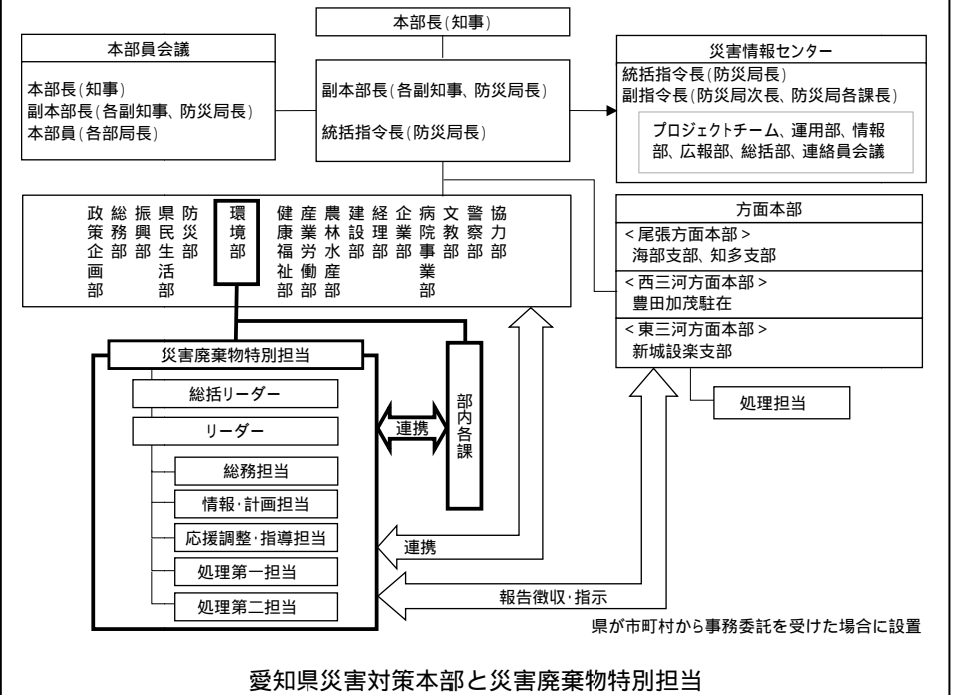 本部長(知事)
本部員会議
本部長(知事)
副本部長(各副知事、防災局長)
本部員(各部局長)
副本部長(各副知事、防災局長)
統括指令長(防災局長)
災害情報センター
統括指令長(防災局長)
副指令長(防災局次長、防災局各課長)
プロジェクトチーム、運用部、情報
部、広報部、総括部、連絡員会議
政策企画部
総務部
振興部
県民生活部
防災部
環境部
健康福祉部
産業労働部
農林水産部
建設部
経理部
企業部
病院事業部
文教部
警察部
協力部
方面本部
<尾張方面本部>
海部支部、知多支部
<西三河方面本部>
豊田加茂駐在
<東三河方面本部>
新城設楽支部
処理担当
災害廃棄物特別担当
総括リーダー
リーダー
総務担当
情報・計画担当
応援調整・指導担当
処理第一担当
処理第二担当
連携
部内各課
連携
報告徴収・指示
県が市町村から事務委託を受けた場合に設置
愛知県災害対策本部と災害廃棄物特別担当